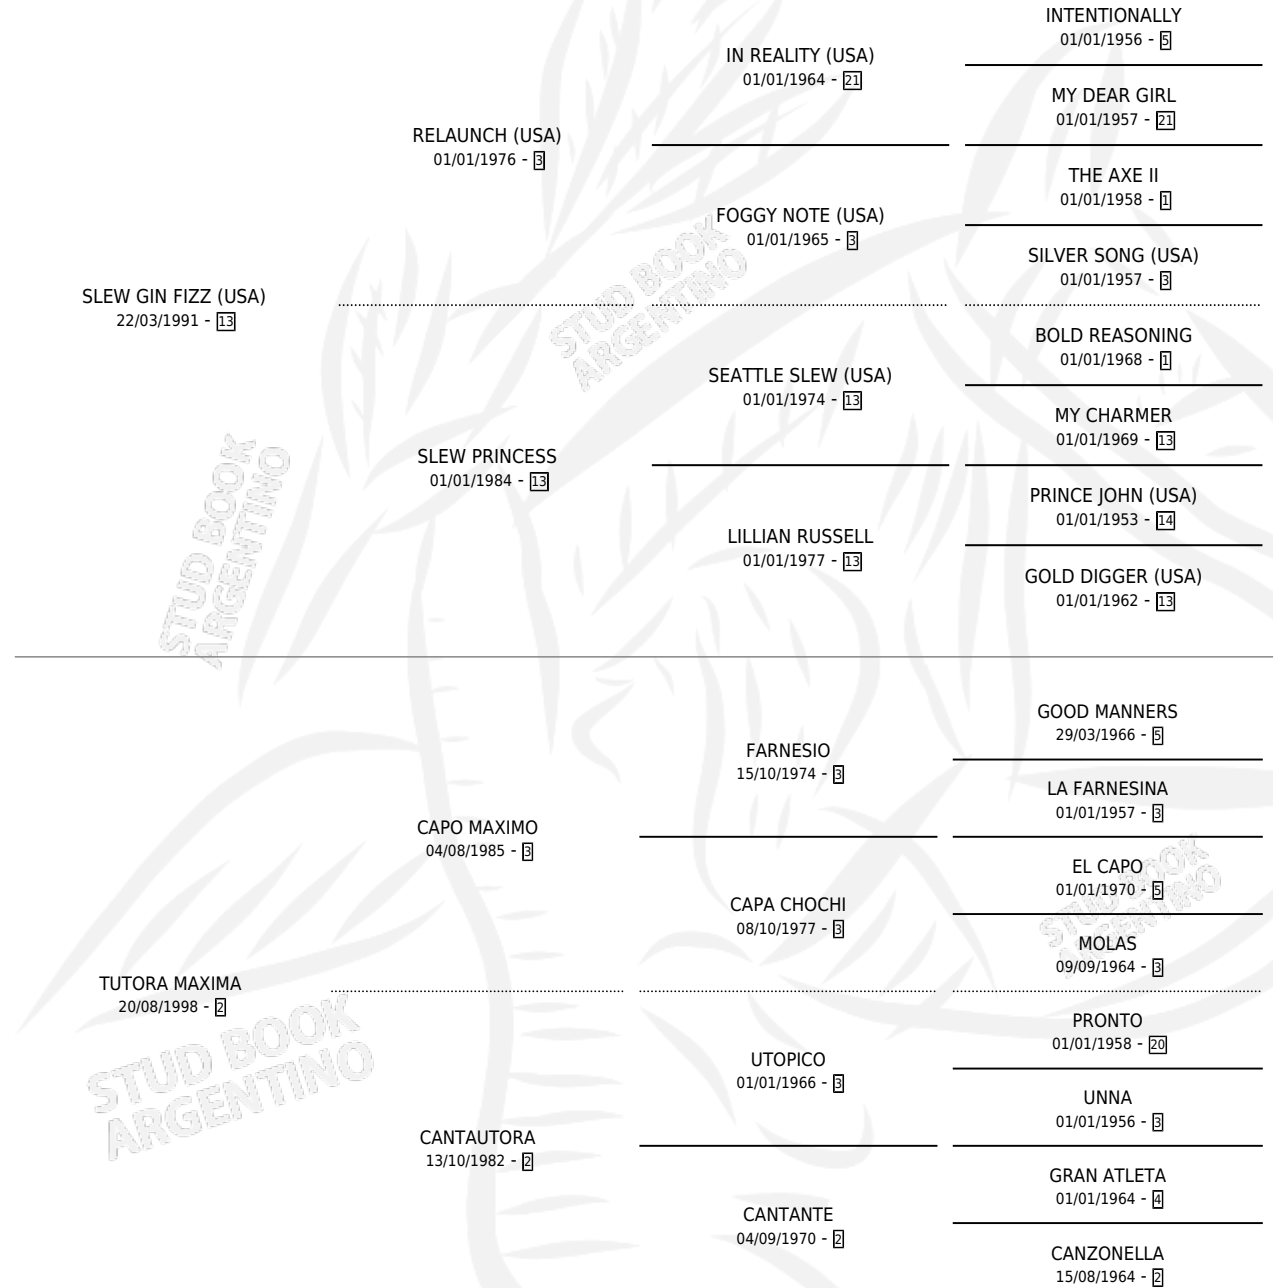 INTENTIONALLY
01/01/1956 - 5
IN REALITY (USA)
01/01/1964 - 21
MY DEAR GIRL
01/01/1957 - 21
RELAUNCH (USA)
01/01/1976 - 3
THE AXE II
01/01/1958 - 1
FOGGY NOTE (USA)
01/01/1965 - 3
SILVER SONG (USA)
01/01/1957 - 3
SLEW GIN FIZZ (USA)
22/03/1991 - 13
BOLD REASONING
01/01/1968 - 1
SEATTLE SLEW (USA)
01/01/1974 - 13
MY CHARMER
01/01/1969 - 13
SLEW PRINCESS
01/01/1984 - 13
PRINCE JOHN (USA)
01/01/1953 - 14
LILLIAN RUSSELL
01/01/1977 - 13
GOLD DIGGER (USA)
01/01/1962 - 13
GOOD MANNERS
29/03/1966 - 5
FARNESIO
15/10/1974 - 3
LA FARNESINA
01/01/1957 - 3
CAPO MAXIMO
04/08/1985 - 3
EL CAPO
01/01/1970 - 5
CAPA CHOCHI
08/10/1977 - 3
MOLAS
09/09/1964 - 3
TUTORA MAXIMA
20/08/1998 - 2
PRONTO
01/01/1958 - 20
UTOPICO
01/01/1966 - 3
UNNA
01/01/1956 - 3
CANTAUTORA
13/10/1982 - 2
GRAN ATLETA
01/01/1964 - 4
CANTANTE
04/09/1970 - 2
CANZONELLA
15/08/1964 - 2
STUD BOOK
ARGENTINO
STUD BOOK
ARGENTINO
STUD BOOK
ARGENTINO
STUD BOOK
ARGENTINO